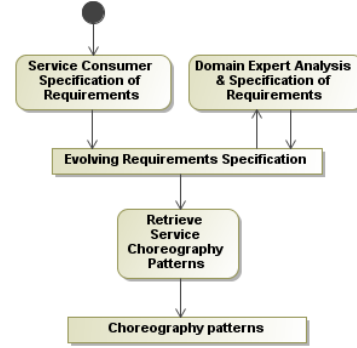 Service Consumer
Specification of
Requirements
Domain Expert Analysis
& Specification of
Requirements
Evolving Requirements Specification
Retrieve
Service
Choreography
Patterns
Choreography patterns